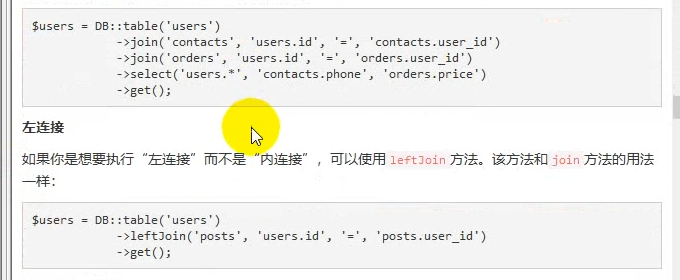 $users = DB::table('users')
->join('contacts', 'users.id', '=', 'contacts.user_id')
->join('orders', 'users.id', '=', 'orders.user_id')
->select('users.*', 'contacts.phone', 'orders.price')
->get();
左连接
如果你是想要执行“左连接”而不是“内连接”，可以使用 leftJoin 方法。该方法和 join 方法的用法
一样：
$users = DB::table('users')
->leftJoin('posts', 'users.id', '=', 'posts.user_id')
->get();